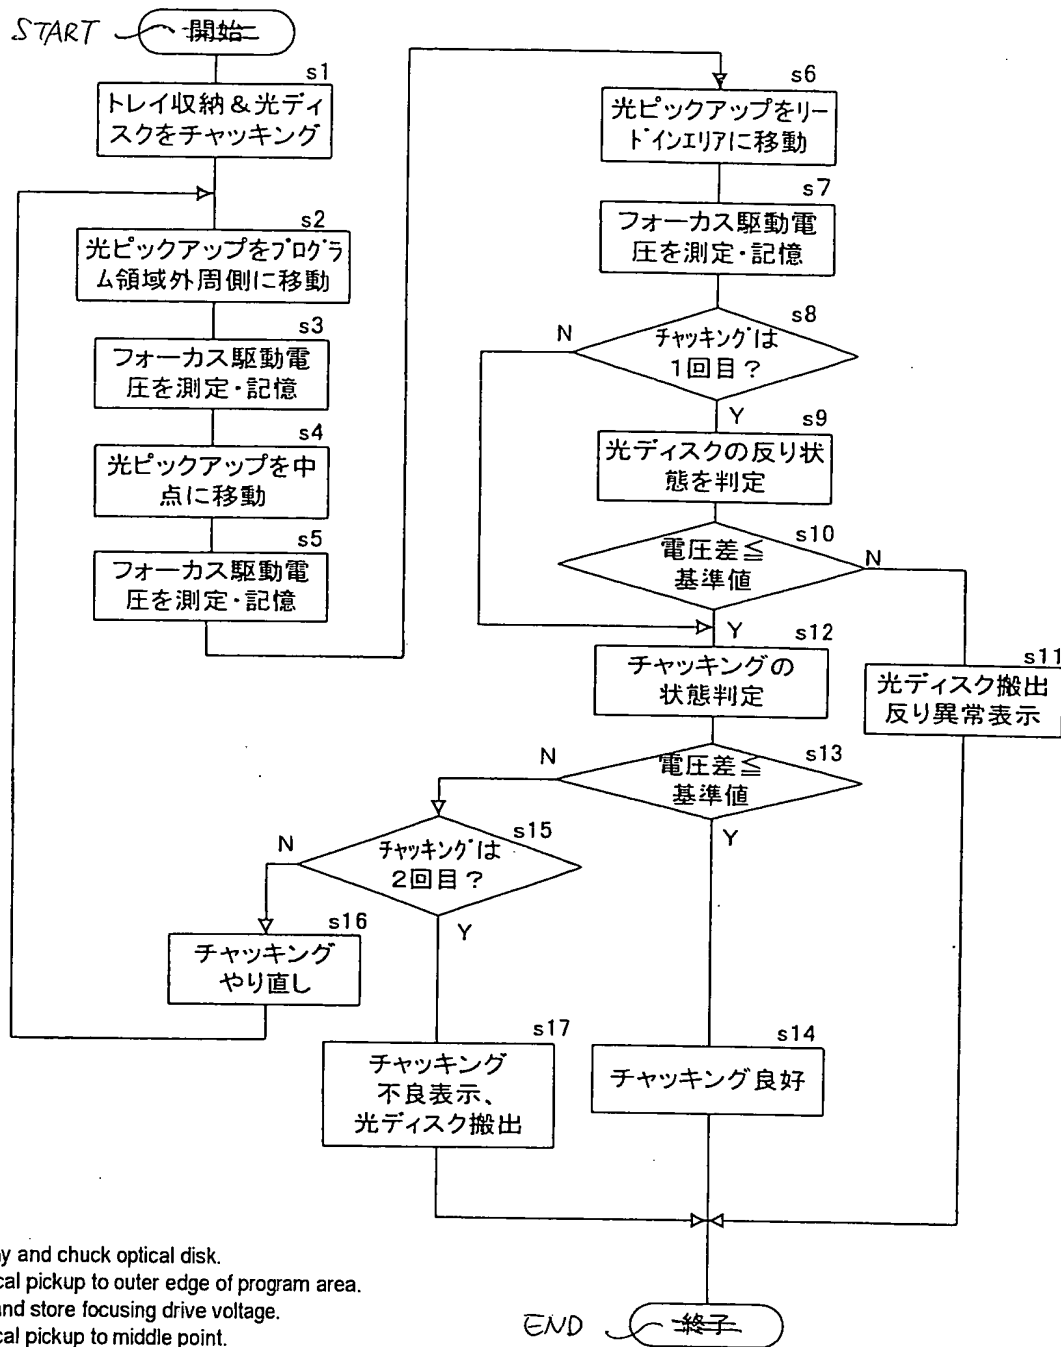 START 開始
s1
トレイ収納&光ディ
スクをチャッキング
s2
光ピックアップをプログラ
ム領域外周側に移動
s3
フォーカス駆動電
圧を測定・記憶
s4
光ピックアップを中
点に移動
s5
フォーカス駆動電
圧を測定・記憶
s6
光ピックアップをリー
ドインエリアに移動
s7
フォーカス駆動電
圧を測定・記憶
s8
チャッキングは
1回目?
N
Y
s9
光ディスクの反り状
態を判定
s10
電圧差≦
基準値
N
Y
s11
光ディスク搬出
反り異常表示
s12
チャッキングの
状態判定
s13
電圧差≦
基準値
N
Y
s15
チャッキングは
2回目?
N
Y
s16
チャッキング
やり直し
s17
チャッキング
不良表示、
光ディスク搬出
s14
チャッキング良好
END 終了
y and chuck optical disk.
cal pickup to outer edge of program area.
and store focusing drive voltage.
cal pickup to middle point.